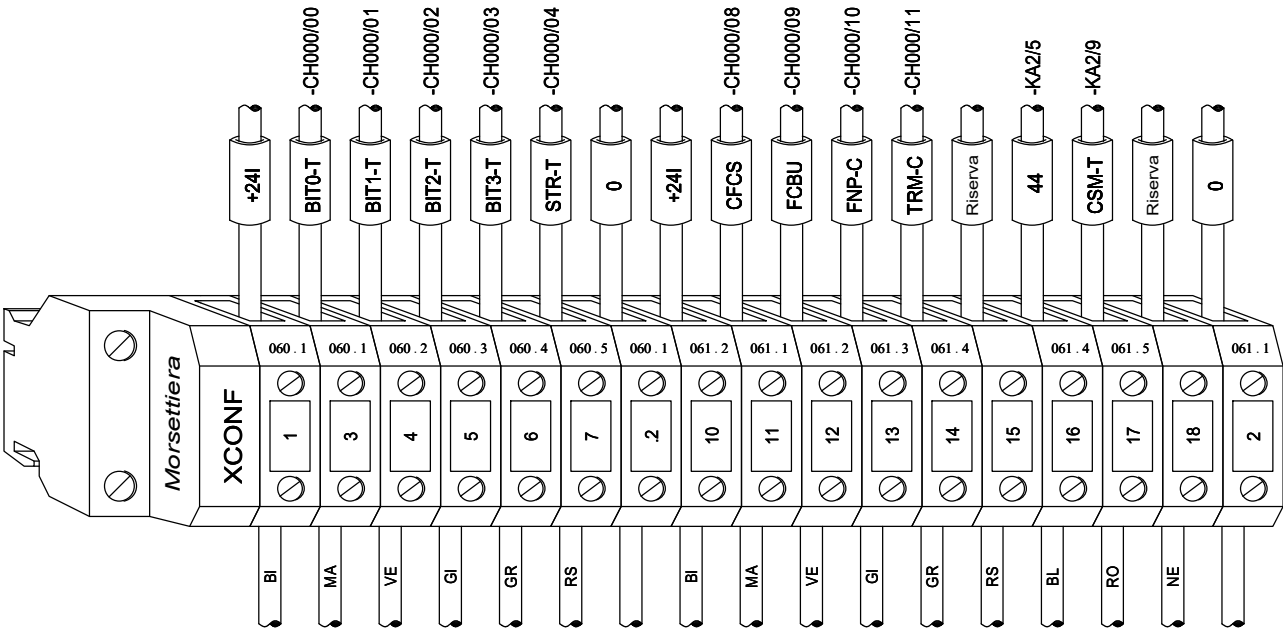 -CH000/00
-CH000/01
-CH000/02
-CH000/03
-CH000/04
-CH000/08
-CH000/09
-CH000/10
-CH000/11
-KA2/5
-KA2/9
+24I
BIT0-T
BIT1-T
BIT2-T
BIT3-T
STR-T
0
+24I
CFCS
FCBU
FNP-C
TRM-C
Riserva
44
CSM-T
Riserva
0
Morsettiera
XCONF
060.1
060.1
060.2
060.3
060.4
060.5
060.1
061.2
061.1
061.2
061.3
061.4
061.4
061.5
061.1
1
3
4
5
6
7
.2
10
11
12
13
14
15
16
17
18
2
BI
MA
VE
GI
GR
RS
BI
MA
VE
GI
GR
RS
BL
RO
NE